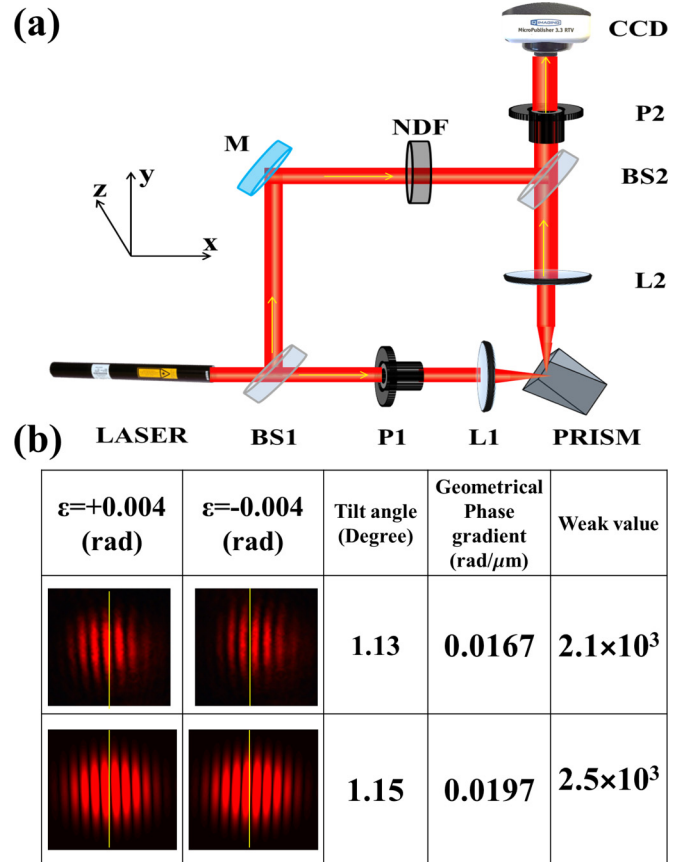 (a)
QIMAGING
MicroPublisher 3.3 RTV
CCD
P2
NDF
M
BS2
y
z
x
L2
LASER
BS1
P1
L1
PRISM
(b)
ε=+0.004
(rad)
ε=-0.004
(rad)
Tilt angle
(Degree)
Geometrical
Phase
gradient
(rad/μm)
Weak value
1.13
0.0167
2.1×10³
1.15
0.0197
2.5×10³